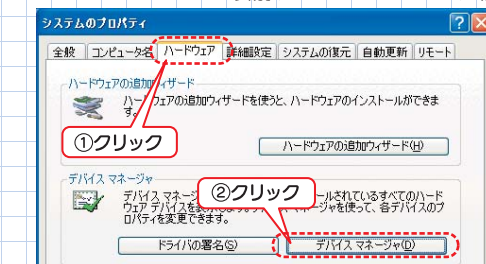 システムのプロパティ
全般 コンピュータ名 ハードウェア 詳細設定 システムの復元 自動更新 リモート
ハードウェアの追加ウィザード
ハードウェアの追加ウィザードを使うと、ハードウェアのインストールができま
す。
①クリック
ハードウェアの追加ウィザード(H)
デバイス マネージャ
②クリック
デバイス マネージ ールされているすべてのハード
ウェア デバイスを ージャを使って、各デバイスのプ
ロパティを変更できます。
ドライバの署名(S) デバイス マネージャ(D)